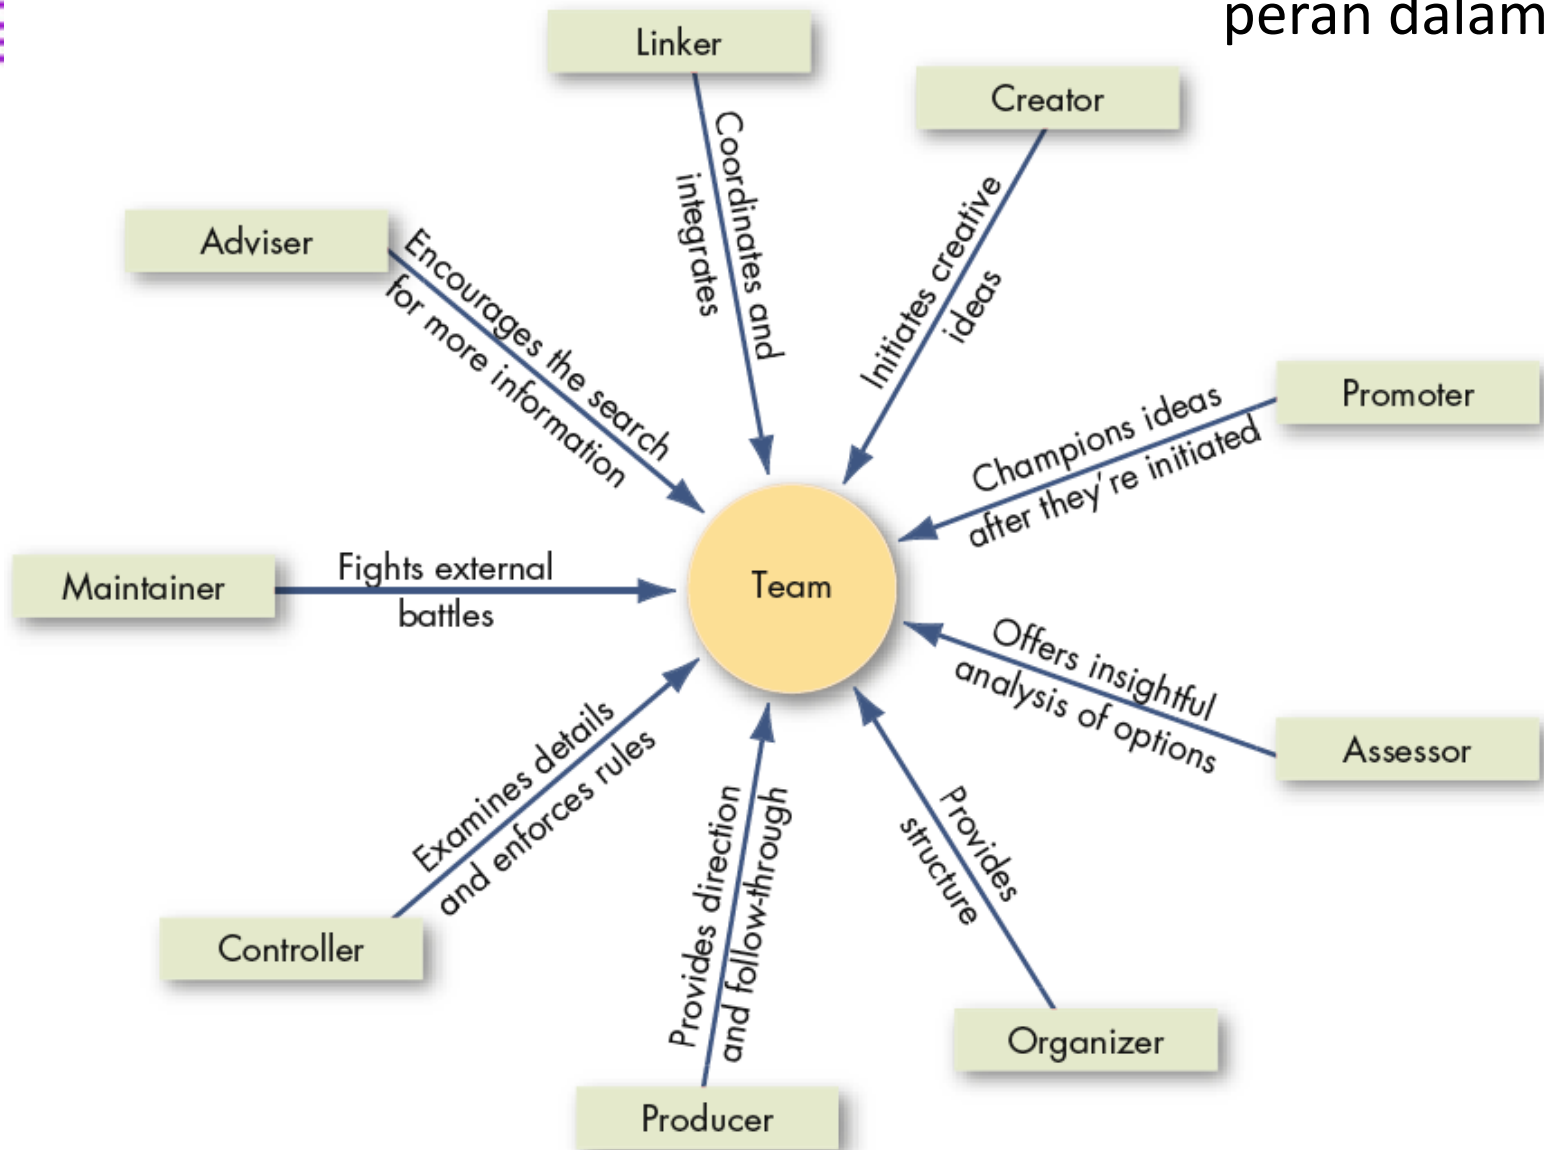 peran dalam
Linker
Coordinates and
integrates
Creator
Initiates creative
ideas
Promoter
Champions ideas
after they're initiated
Assessor
Offers insightful
analysis of options
Organizer
Provides
structure
Producer
Provides direction
and follow-through
Controller
Examines details
and enforces rules
Maintainer
Fights external
battles
Adviser
Encourages the search
for more information
Team